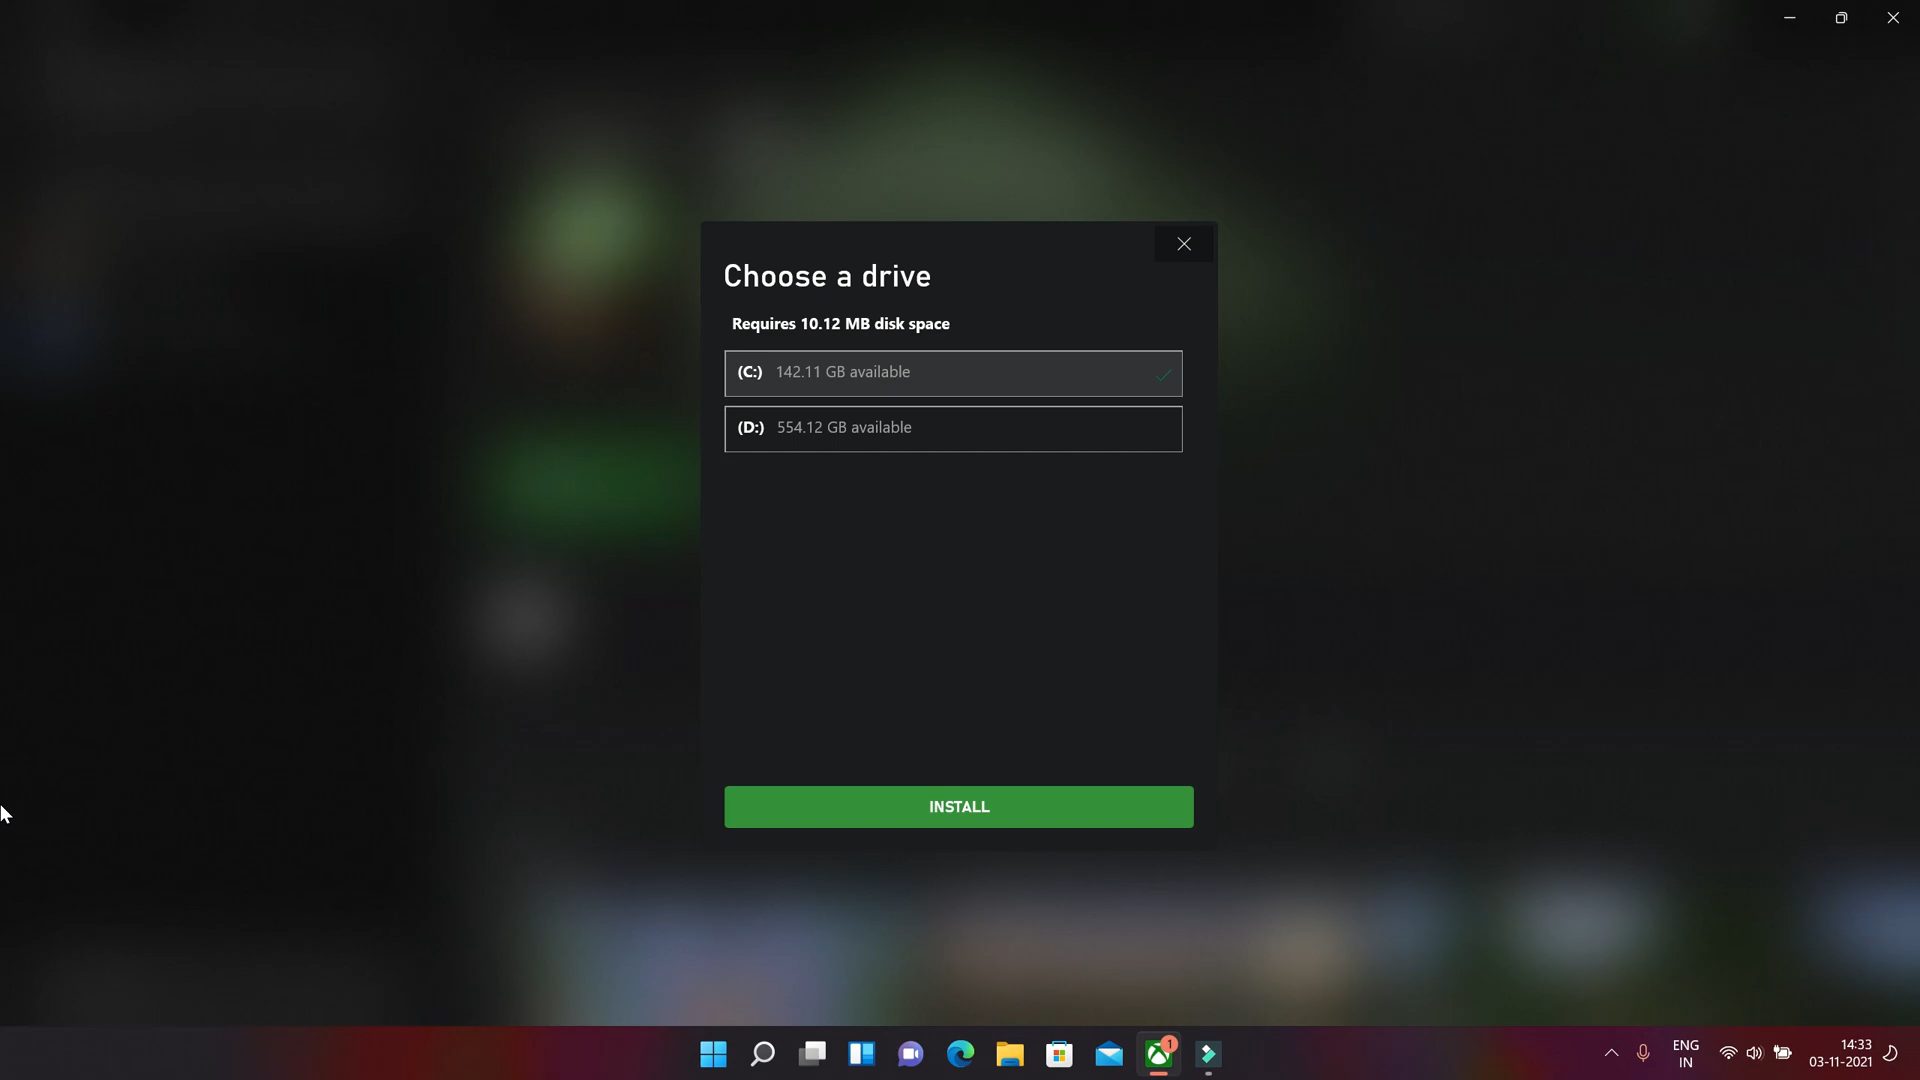 Choose a drive
Requires 10.12 MB disk space
(C:) 142.11 GB available
(D:) 554.12 GB available
INSTALL
1
ENG
IN
14:33
03-11-2021